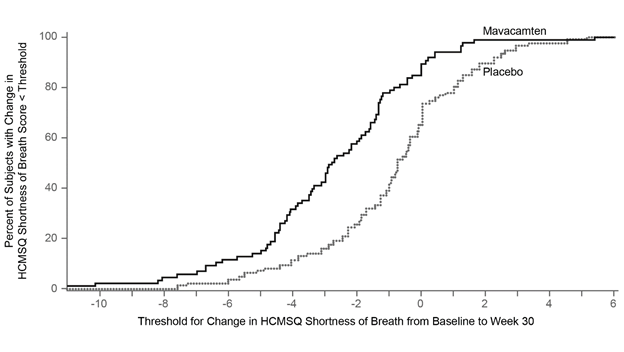 Percent of Subjects with Change in
HCMSQ Shortness of Breath Score < Threshold
100
80
60
40
20
0
Mavacamten
Placebo
-10 -8 -6 -4 -2 0 2 4 6
Threshold for Change in HCMSQ Shortness of Breath from Baseline to Week 30